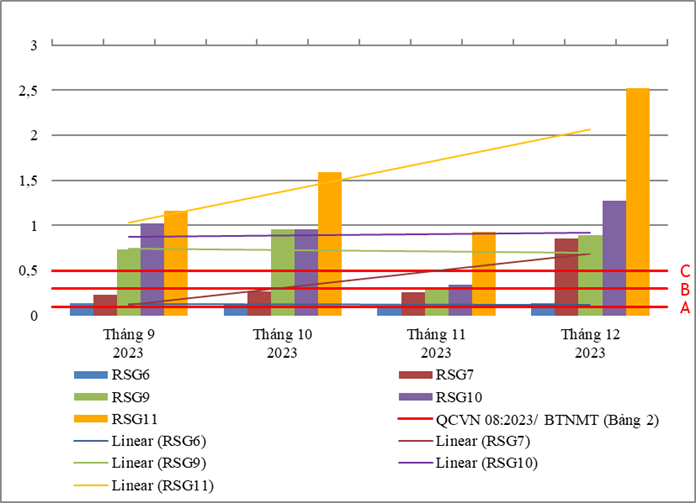 3
2,5
2
1,5
1
0,5
0
C
B
A
Tháng 9
2023
Tháng 10
2023
Tháng 11
2023
Tháng 12
2023
RSG6
RSG7
RSG9
RSG10
RSG11
QCVN 08:2023/ BTNMT (Bảng 2)
Linear (RSG6)
Linear (RSG7)
Linear (RSG9)
Linear (RSG10)
Linear (RSG11)